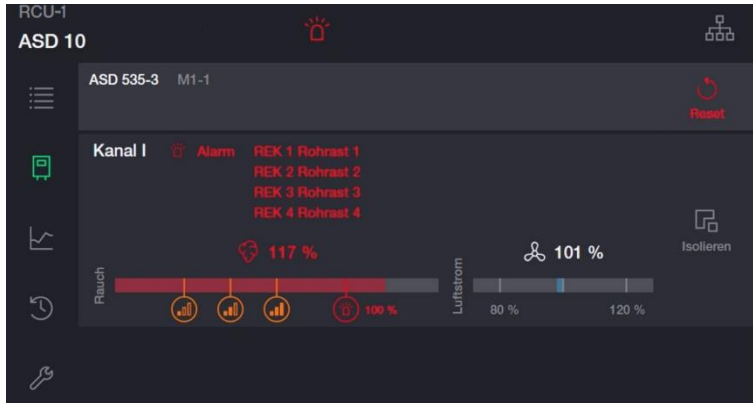 RCU-1
ASD 10
ASD 535-3 M1-1
Reset
Kanal I Alarm REK 1 Rohrast 1
REK 2 Rohrast 2
REK 3 Rohrast 3
REK 4 Rohrast 4
Isolieren
117 %
101 %
Rauch
Luftstrom
100 %
80 %
120 %